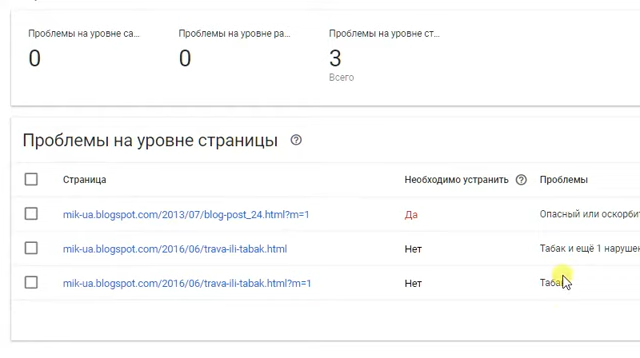 Проблемы на уровне са... Проблемы на уровне ра... Проблемы на уровне ст...
0 0 3
Всего
Проблемы на уровне страницы
Страница Необходимо устранить Проблемы
mik-ua.blogspot.com/2013/07/blog-post_24.html?m=1 Да Опасный или
mik-ua.blogspot.com/2016/06/trava-ili-tabak.html Нет Табак и ещё 1
mik-ua.blogspot.com/2016/06/trava-ili-tabak.html?m=1 Нет